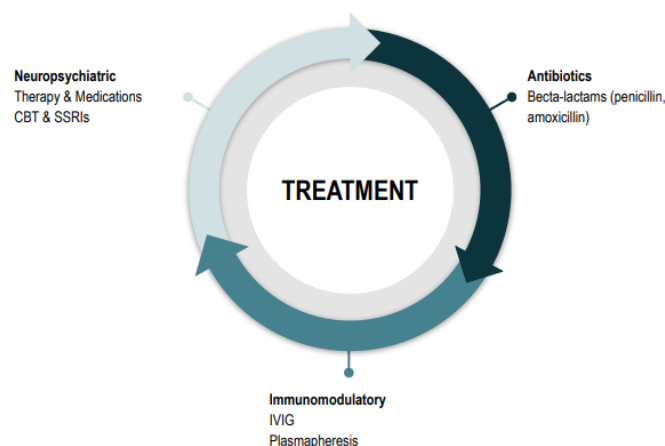 Neuropsychiatric
Therapy & Medications
CBT & SSRIs
Antibiotics
Becta-lactams (penicillin,
amoxicillin)
TREATMENT
Immunomodulatory
IVIG
Plasmapheresis